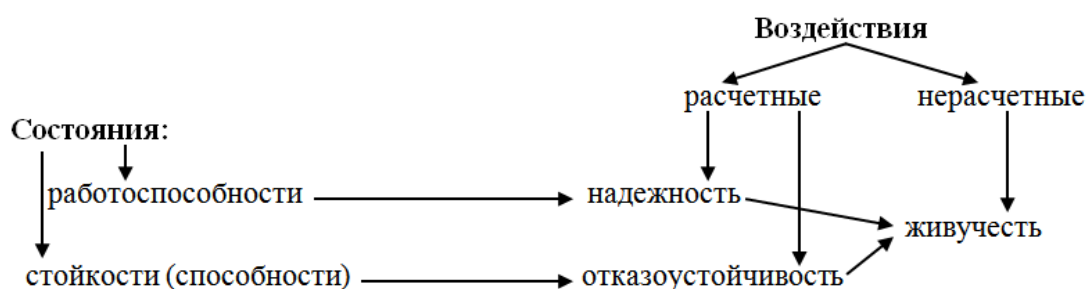 Воздействия
расчетные нерасчетные
Состояния:
работоспособности надежность
живучесть
стойкости (способности) отказоустойчивость